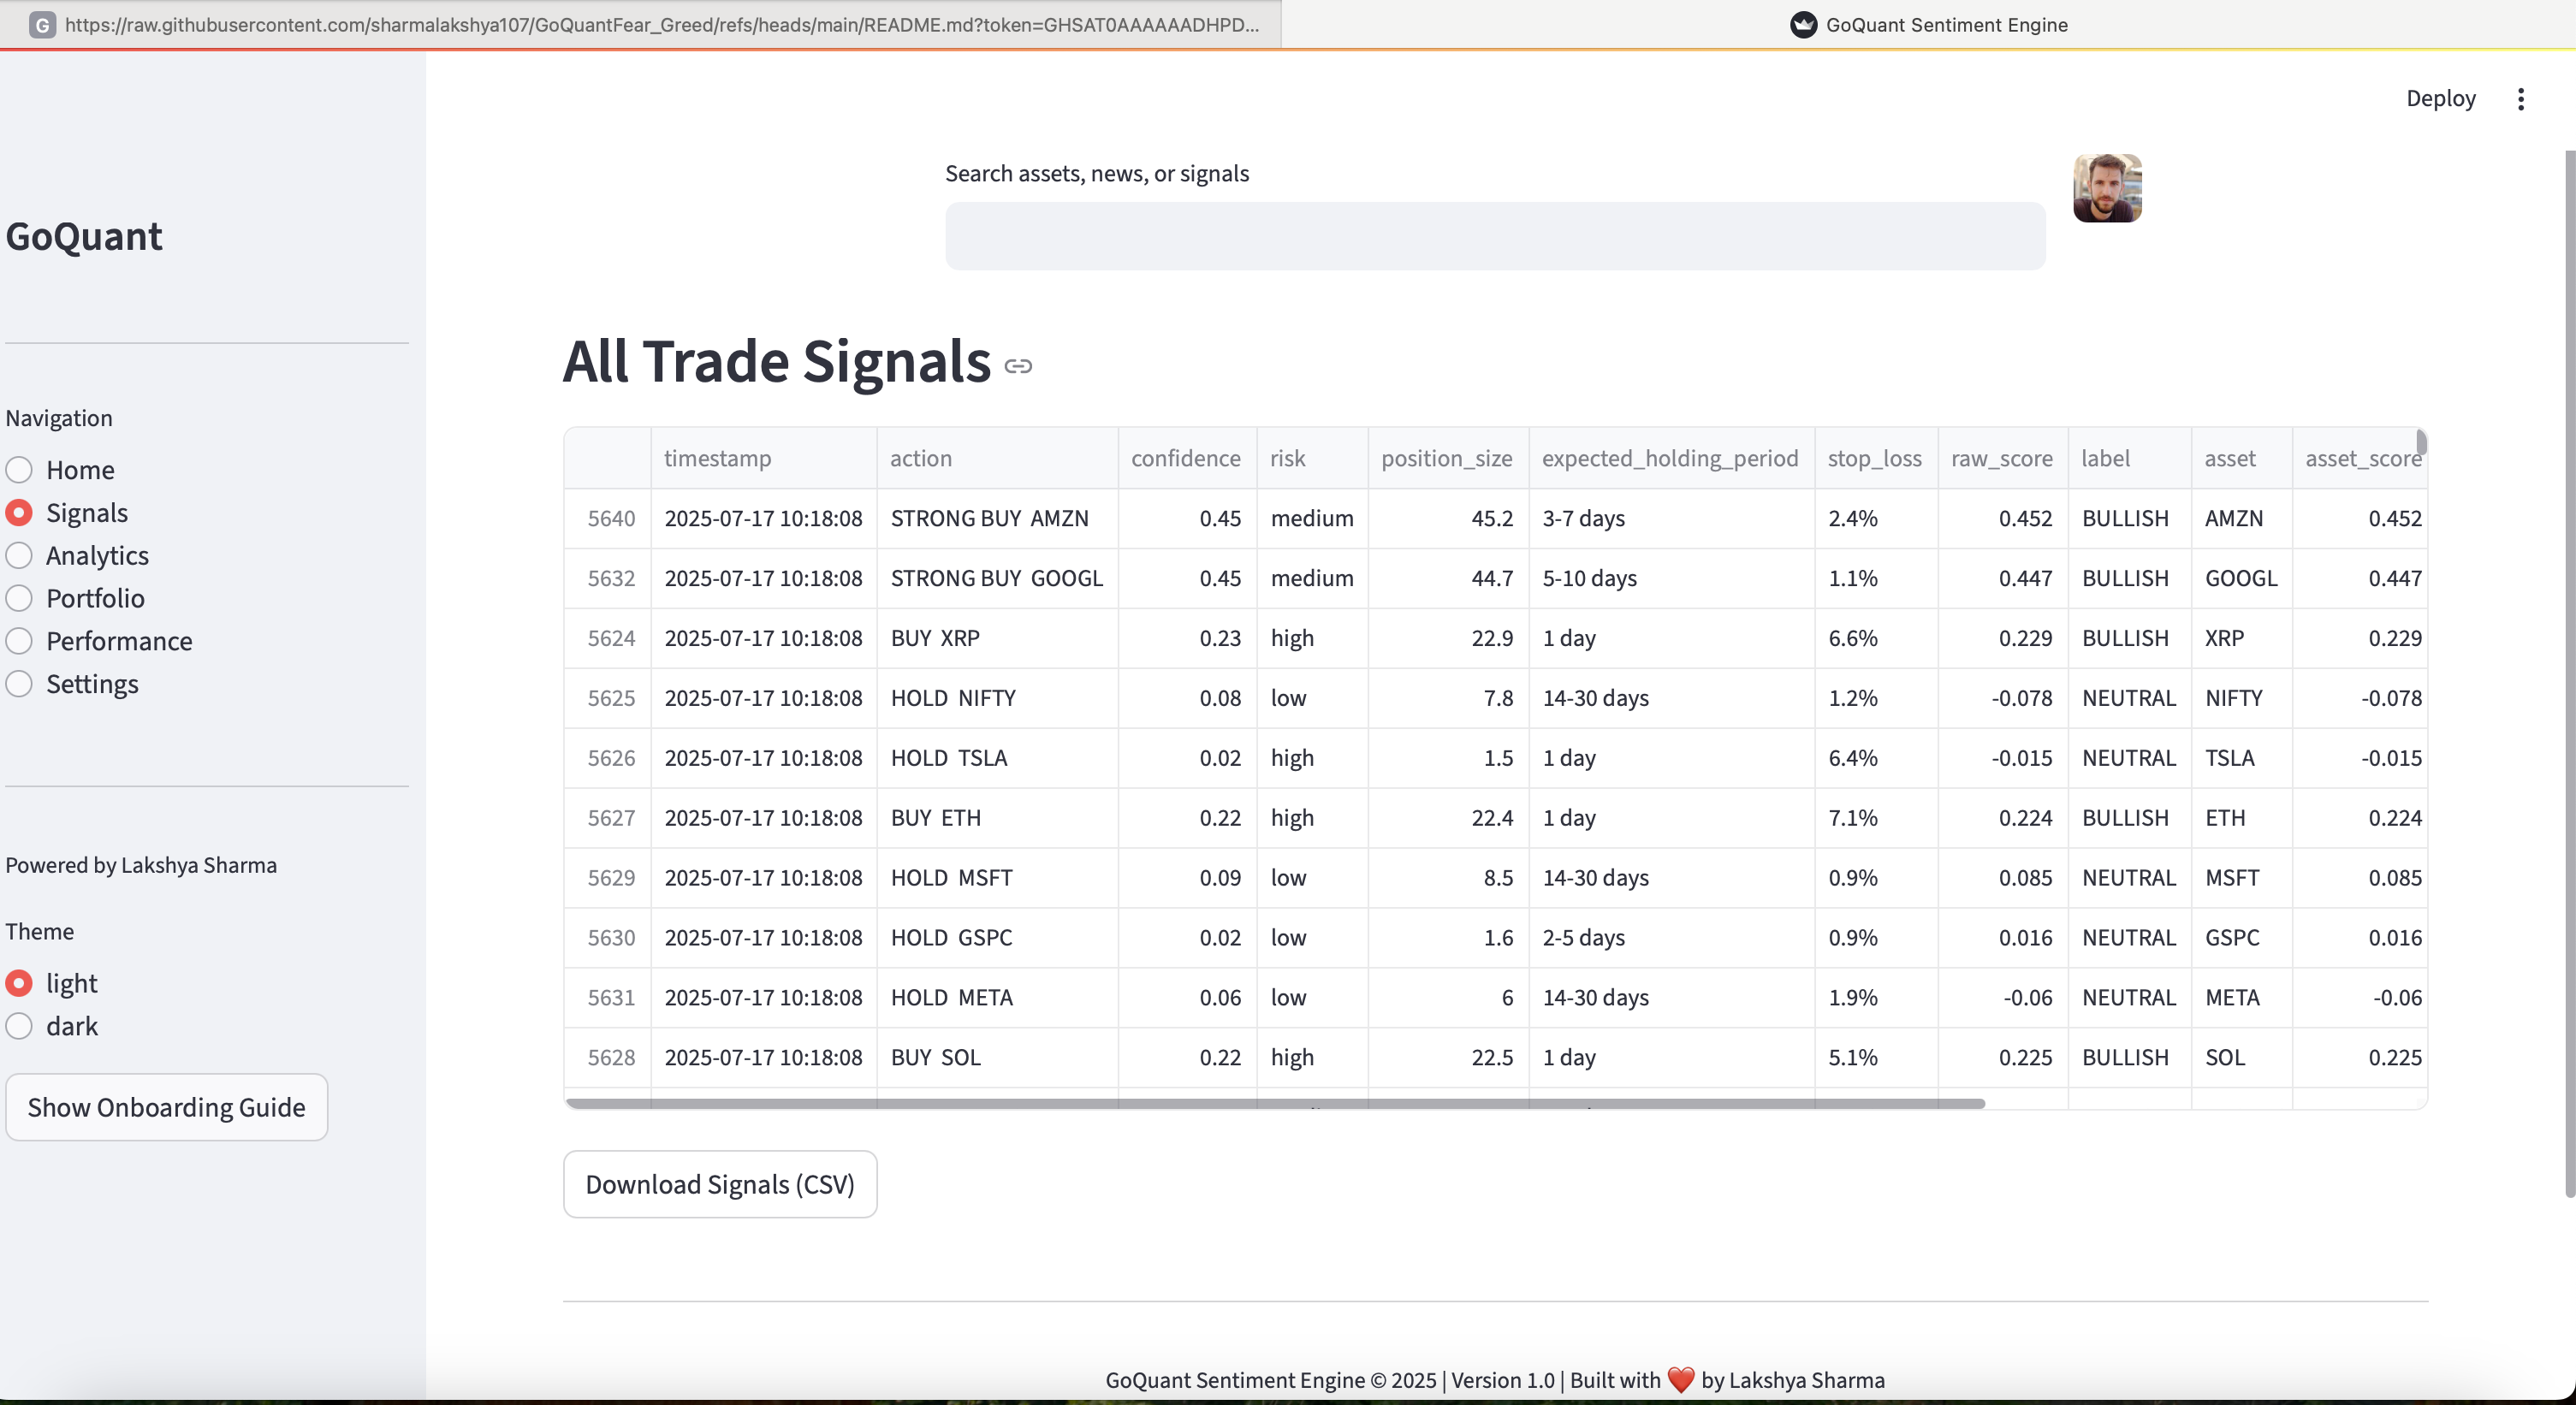 G https://raw.githubusercontent.com/sharmalakshya107/GoQuantFear_Greed/refs/heads/main/README.md?token=GHSAT0AAAAAADHPD...
GoQuant Sentiment Engine
Deploy
Search assets, news, or signals
GoQuant
All Trade Signals
Navigation
Home
Signals
Analytics
Portfolio
Performance
Settings
Powered by Lakshya Sharma
Theme
light
dark
Show Onboarding Guide
timestamp action confidence risk position_size expected_holding_period stop_loss raw_score label asset asset_score
5640 2025-07-17 10:18:08 STRONG BUY AMZN 0.45 medium 45.2 3-7 days 2.4% 0.452 BULLISH AMZN 0.452
5632 2025-07-17 10:18:08 STRONG BUY GOOGL 0.45 medium 44.7 5-10 days 1.1% 0.447 BULLISH GOOGL 0.447
5624 2025-07-17 10:18:08 BUY XRP 0.23 high 22.9 1 day 6.6% 0.229 BULLISH XRP 0.229
5625 2025-07-17 10:18:08 HOLD NIFTY 0.08 low 7.8 14-30 days 1.2% -0.078 NEUTRAL NIFTY -0.078
5626 2025-07-17 10:18:08 HOLD TSLA 0.02 high 1.5 1 day 6.4% -0.015 NEUTRAL TSLA -0.015
5627 2025-07-17 10:18:08 BUY ETH 0.22 high 22.4 1 day 7.1% 0.224 BULLISH ETH 0.224
5629 2025-07-17 10:18:08 HOLD MSFT 0.09 low 8.5 14-30 days 0.9% 0.085 NEUTRAL MSFT 0.085
5630 2025-07-17 10:18:08 HOLD GSPC 0.02 low 1.6 2-5 days 0.9% 0.016 NEUTRAL GSPC 0.016
5631 2025-07-17 10:18:08 HOLD META 0.06 low 6 14-30 days 1.9% -0.06 NEUTRAL META -0.06
5628 2025-07-17 10:18:08 BUY SOL 0.22 high 22.5 1 day 5.1% 0.225 BULLISH SOL 0.225
Download Signals (CSV)
GoQuant Sentiment Engine © 2025 | Version 1.0 | Built with ❤️ by Lakshya Sharma